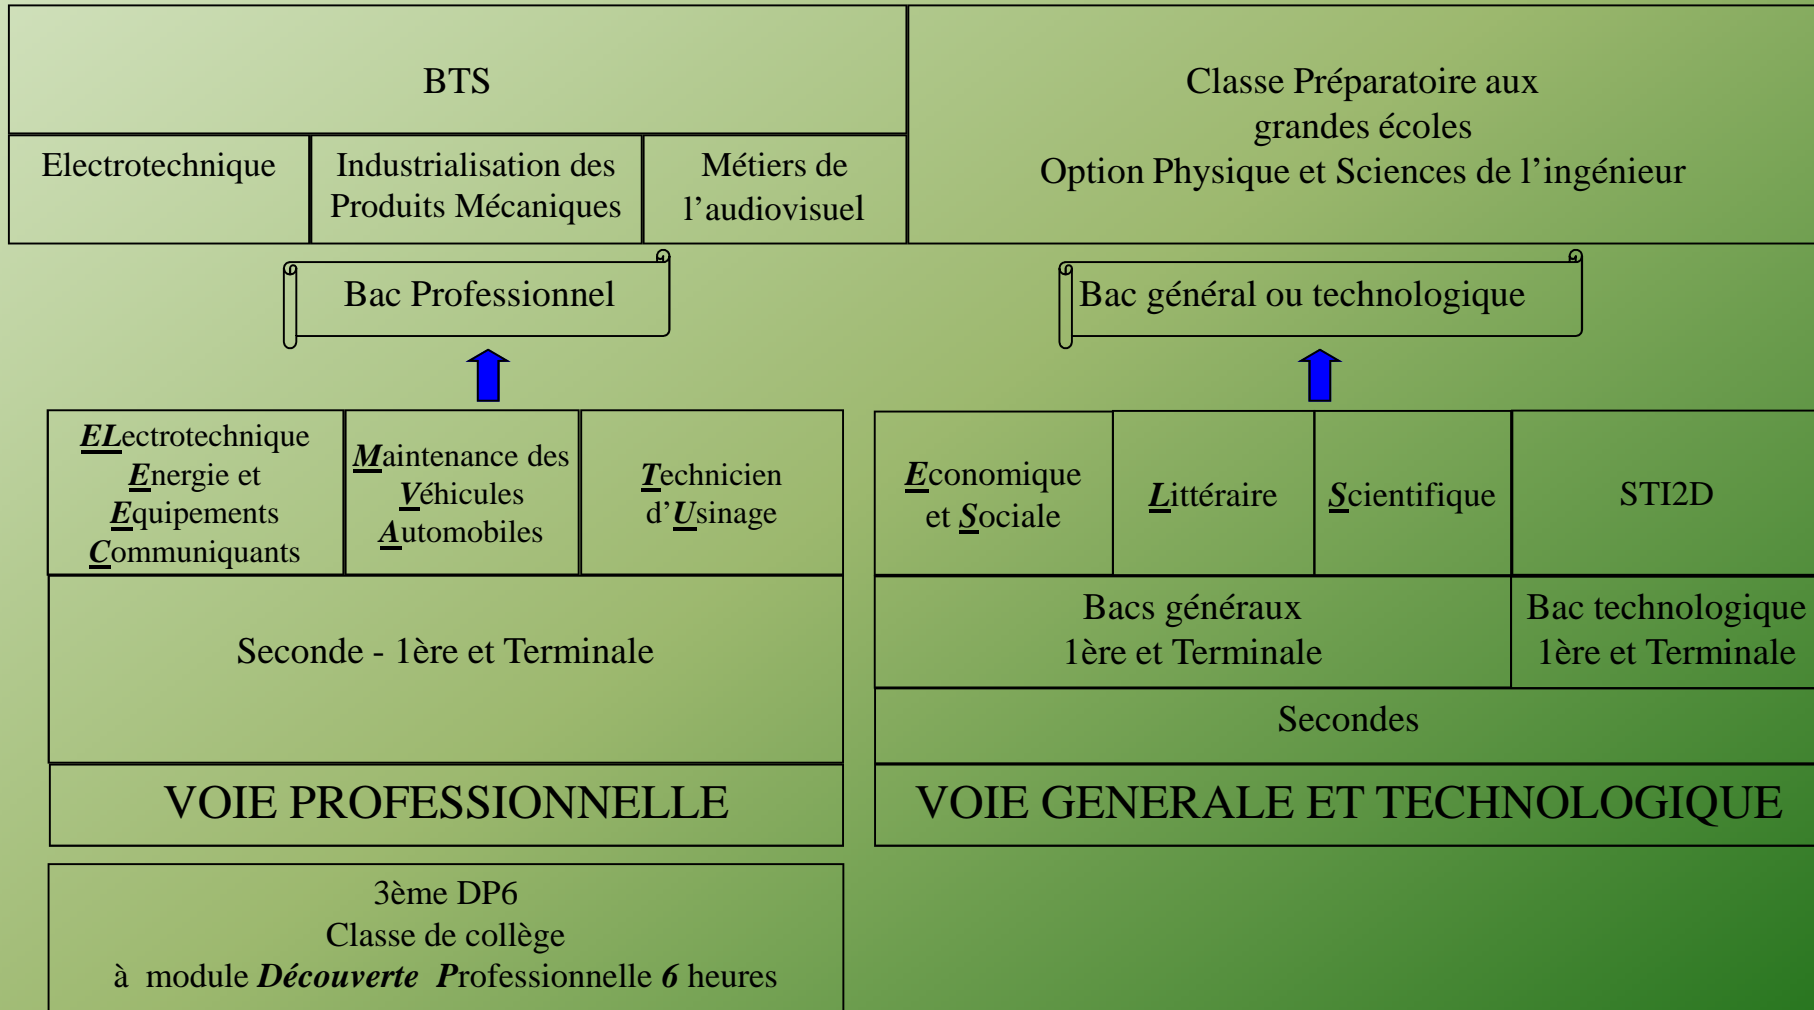 BTS
Electrotechnique
Industrialisation des
Produits Mécaniques
Métiers de
l’audiovisuel
Classe Préparatoire aux
grandes écoles
Option Physique et Sciences de l’ingénieur
Bac Professionnel
Bac général ou technologique
ELectrotechnique
Energie et
Equipements
Communiquants
Maintenance des
Véhicules
Automobiles
Technicien
d’Usinage
Economique
et Sociale
Littéraire
Scientifique
STI2D
Seconde - 1ère et Terminale
Bacs généraux
1ère et Terminale
Bac technologique
1ère et Terminale
Secondes
VOIE PROFESSIONNELLE
VOIE GENERALE ET TECHNOLOGIQUE
3ème DP6
Classe de collège
à module Découverte Professionnelle 6 heures